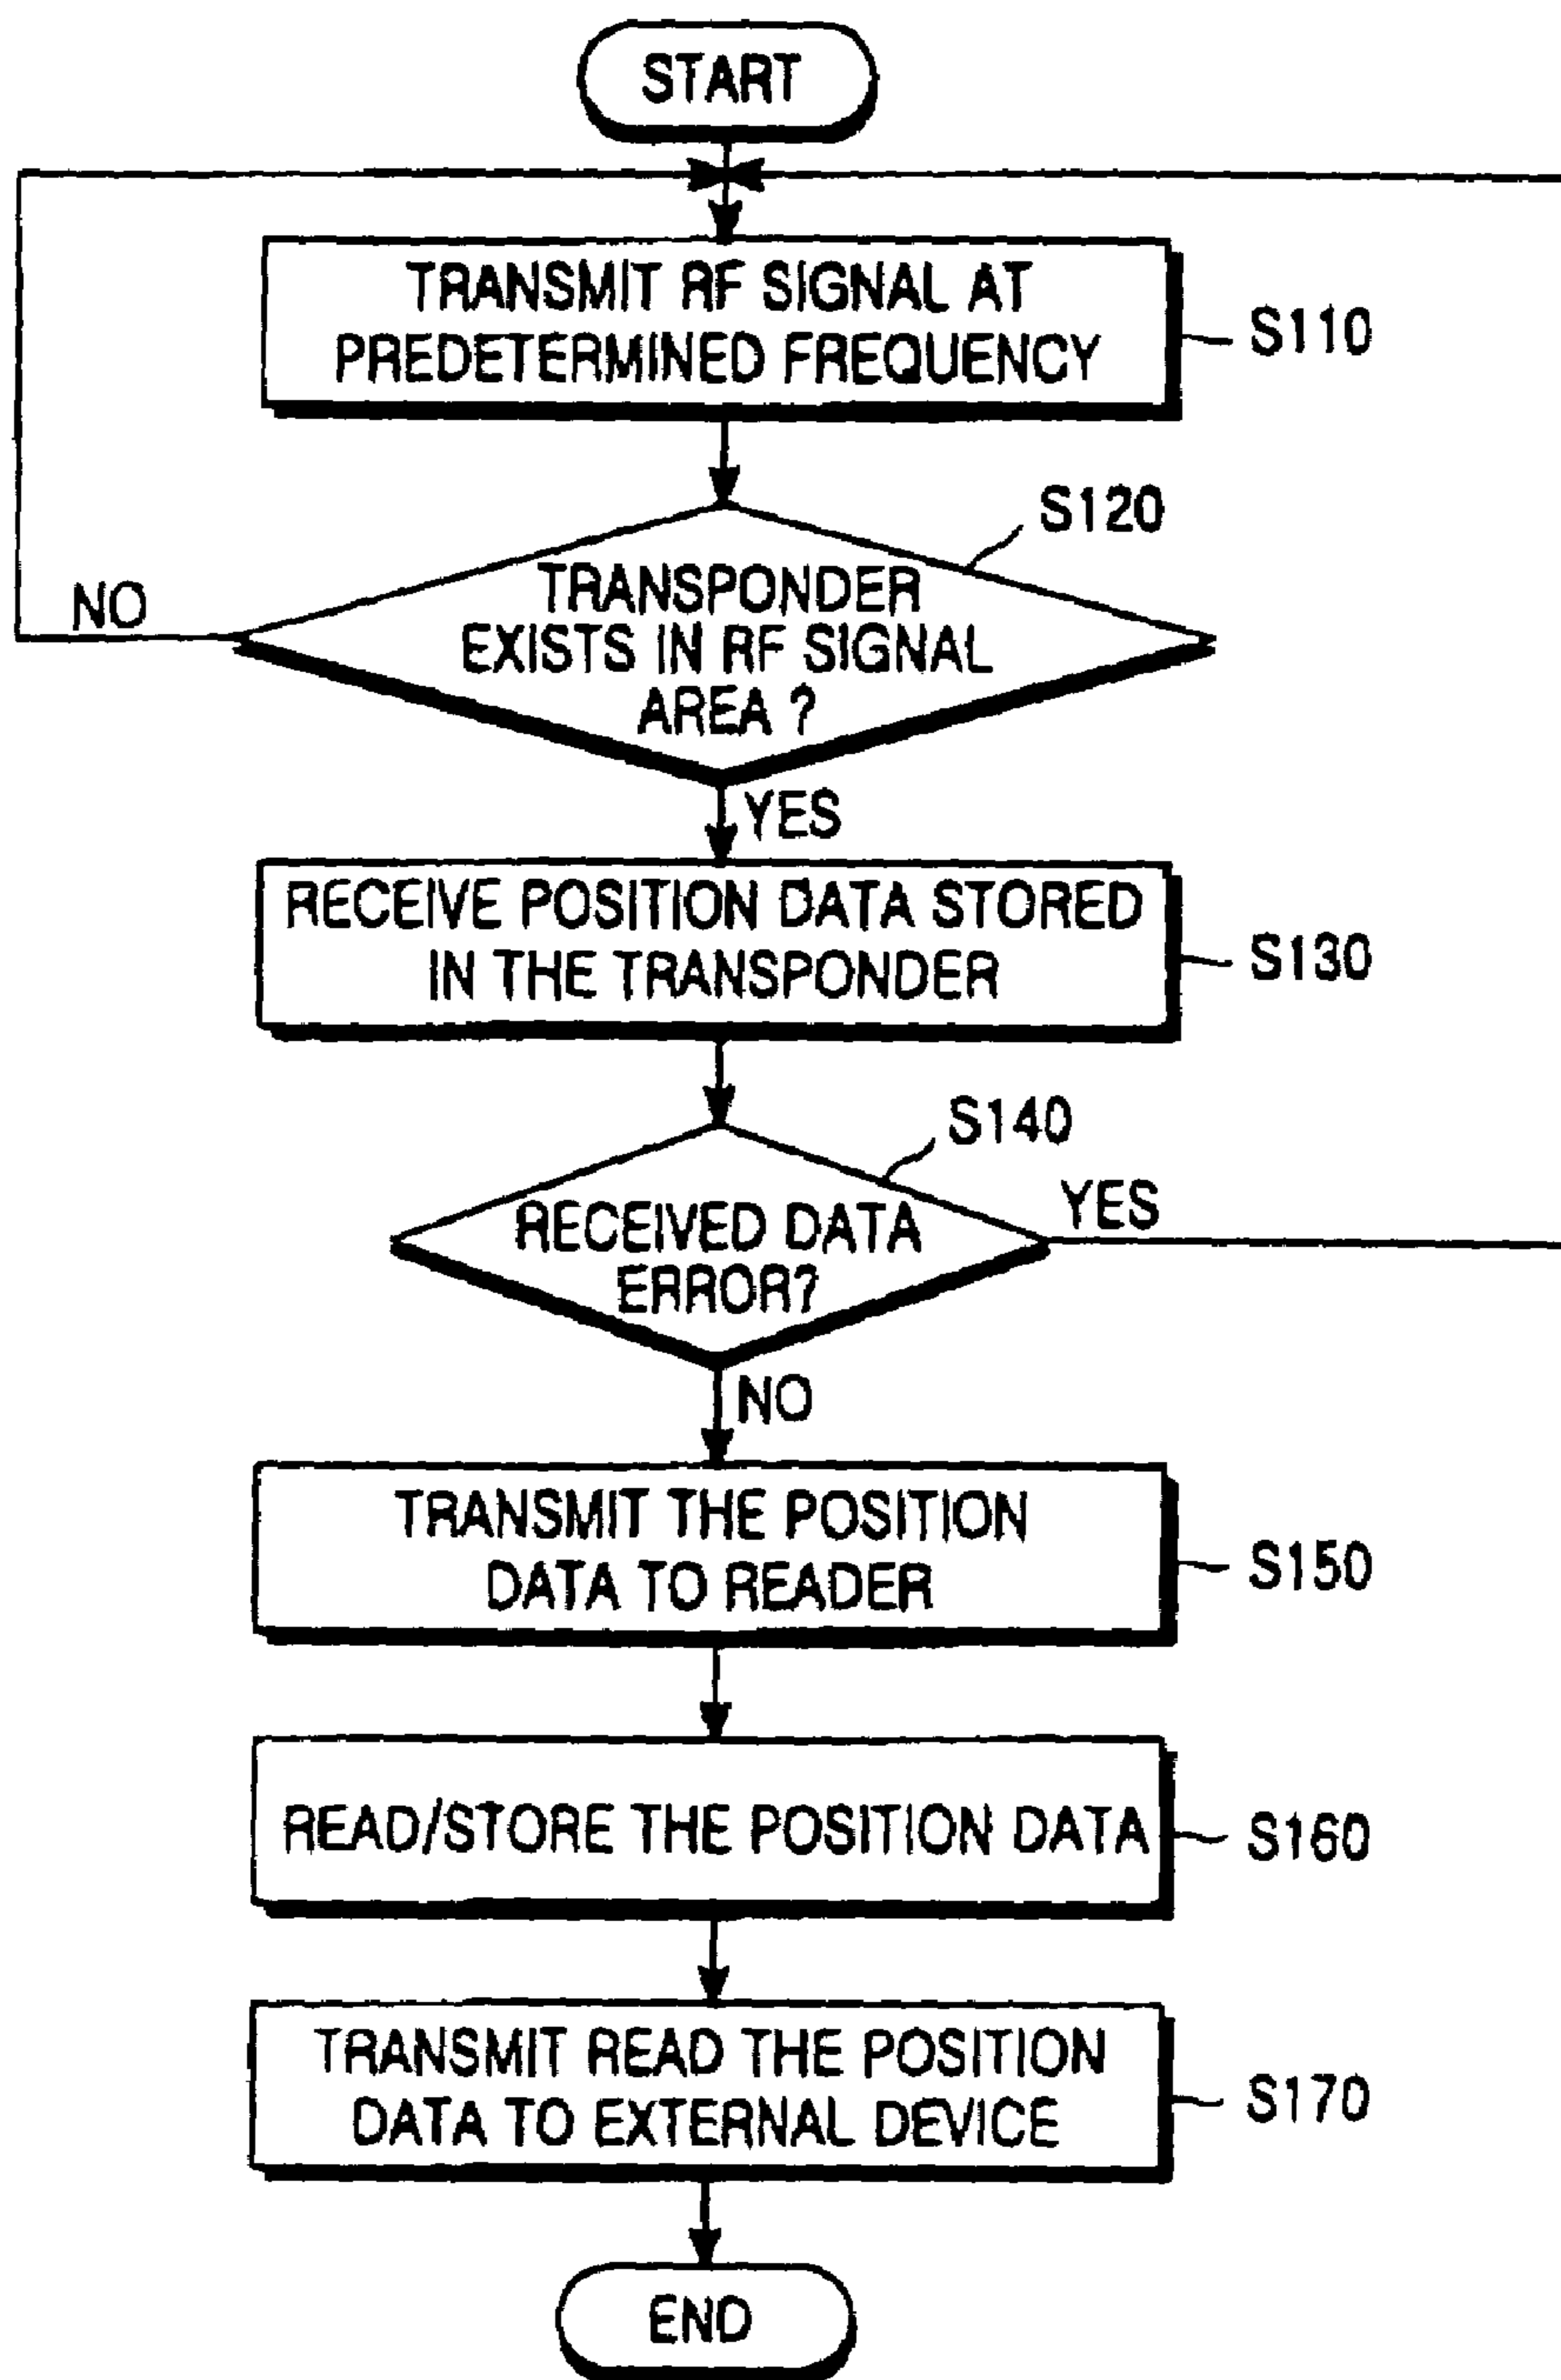 START
TRANSMIT RF SIGNAL AT
PREDETERMINED FREQUENCY
S110
S120
TRANSPONDER
EXISTS IN RF SIGNAL
AREA ?
NO
YES
RECEIVE POSITION DATA STORED
IN THE TRANSPONDER
S130
S140
RECEIVED DATA
ERROR?
YES
NO
TRANSMIT THE POSITION
DATA TO READER
S150
READ/STORE THE POSITION DATA
S160
TRANSMIT READ THE POSITION
DATA TO EXTERNAL DEVICE
S170
END